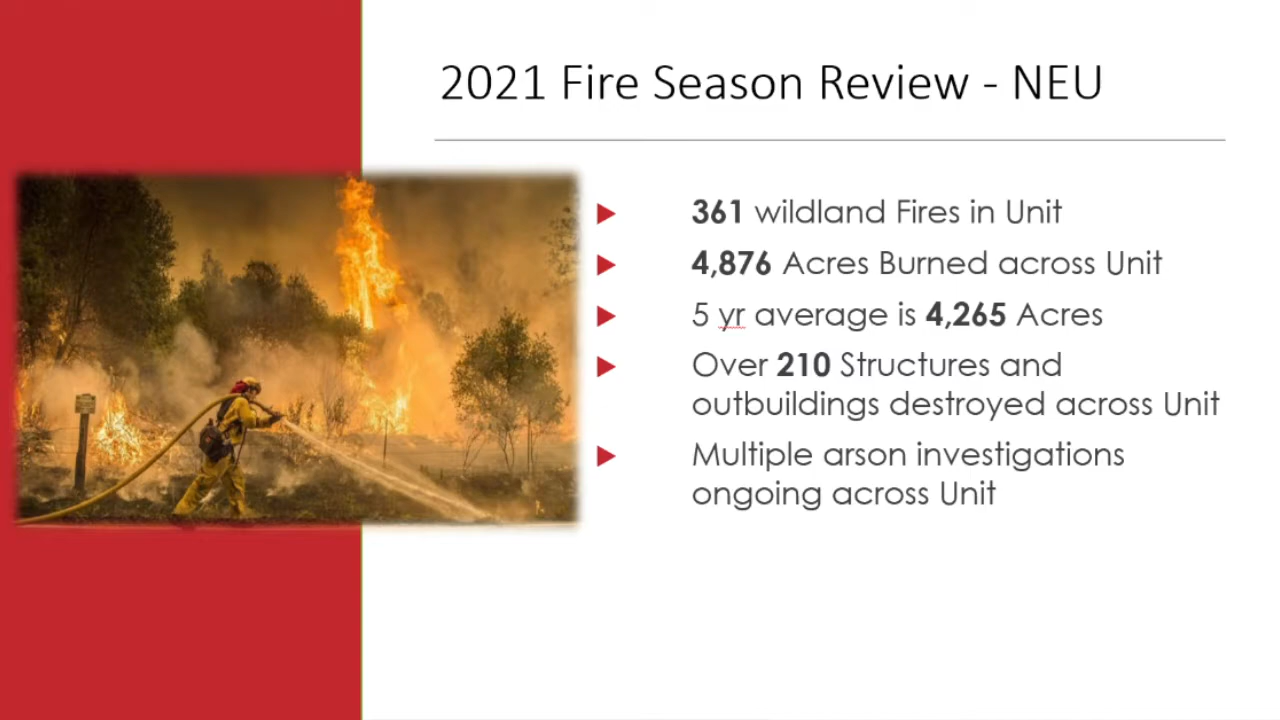 2021 Fire Season Review - NEU
361 wildland Fires in Unit
4,876 Acres Burned across Unit
5 yr average is 4,265 Acres
Over 210 Structures and
outbuildings destroyed across Unit
Multiple arson investigations
ongoing across Unit